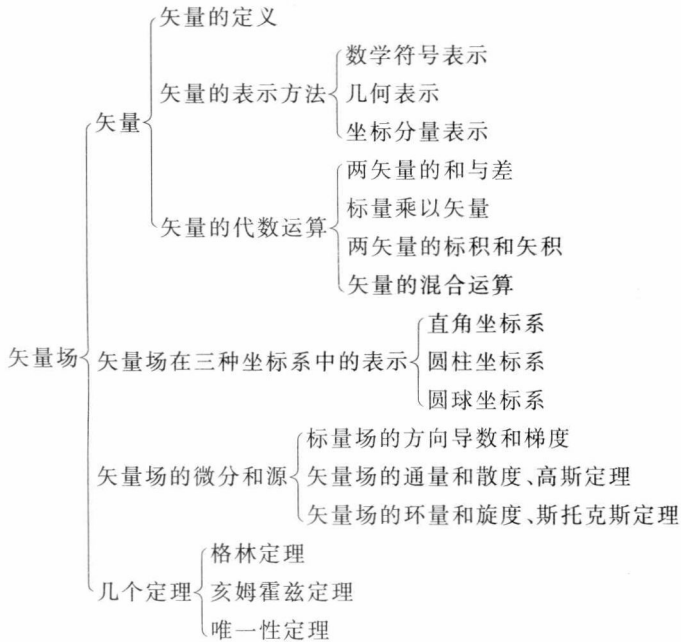 矢量的定义
数学符号表示
矢量的表示方法
几何表示
矢量
坐标分量表示
两矢量的和与差
标量乘以矢量
矢量的代数运算
两矢量的标积和矢积
矢量的混合运算
直角坐标系
矢量场
矢量场在三种坐标系中的表示
圆柱坐标系
圆球坐标系
标量场的方向导数和梯度
矢量场的微分和源
矢量场的通量和散度、高斯定理
矢量场的环量和旋度、斯托克斯定理
格林定理
几个定理
亥姆霍兹定理
唯一性定理